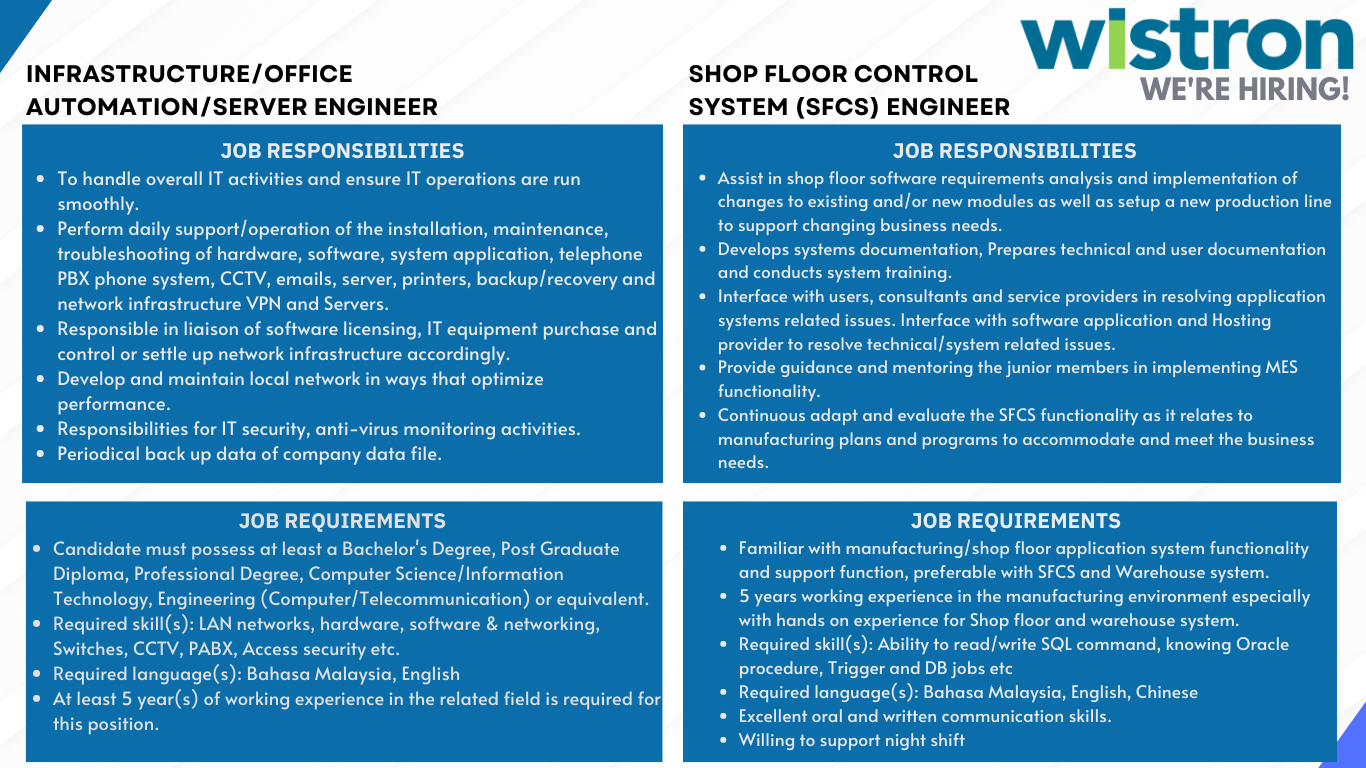 wistron
WE'RE HIRING!
INFRASTRUCTURE/OFFICE
AUTOMATION/SERVER ENGINEER
JOB RESPONSIBILITIES
• To handle overall IT activities and ensure IT operations are run
smoothly.
• Perform daily support/operation of the installation, maintenance,
troubleshooting of hardware, software, system application, telephone
PBX phone system, CCTV, emails, server, printers, backup/recovery and
network infrastructure VPN and Servers.
• Responsible in liaison of software licensing, IT equipment purchase and
control or settle up network infrastructure accordingly.
• Develop and maintain local network in ways that optimize
performance.
• Responsibilities for IT security, anti-virus monitoring activities.
• Periodical back up data of company data file.
JOB REQUIREMENTS
• Candidate must possess at least a Bachelor's Degree, Post Graduate
Diploma, Professional Degree, Computer Science/Information
Technology, Engineering (Computer/Telecommunication) or equivalent.
• Required skill(s): LAN networks, hardware, software & networking,
Switches, CCTV, PABX, Access security etc.
• Required language(s): Bahasa Malaysia, English
• At least 5 year(s) of working experience in the related field is required for
this position.
SHOP FLOOR CONTROL
SYSTEM (SFCS) ENGINEER
JOB RESPONSIBILITIES
• Assist in shop floor software requirements analysis and implementation of
changes to existing and/or new modules as well as setup a new production line
to support changing business needs.
• Develops systems documentation, Prepares technical and user documentation
and conducts system training.
• Interface with users, consultants and service providers in resolving application
systems related issues. Interface with software application and Hosting
provider to resolve technical/system related issues.
• Provide guidance and mentoring the junior members in implementing MES
functionality.
• Continuous adapt and evaluate the SFCS functionality as it relates to
manufacturing plans and programs to accommodate and meet the business
needs.
JOB REQUIREMENTS
• Familiar with manufacturing/shop floor application system functionality
and support function, preferable with SFCS and Warehouse system.
• 5 years working experience in the manufacturing environment especially
with hands on experience for Shop floor and warehouse system.
• Required skill(s): Ability to read/write SQL command, knowing Oracle
procedure, Trigger and DB jobs etc
• Required language(s): Bahasa Malaysia, English, Chinese
• Excellent oral and written communication skills.
• Willing to support night shift